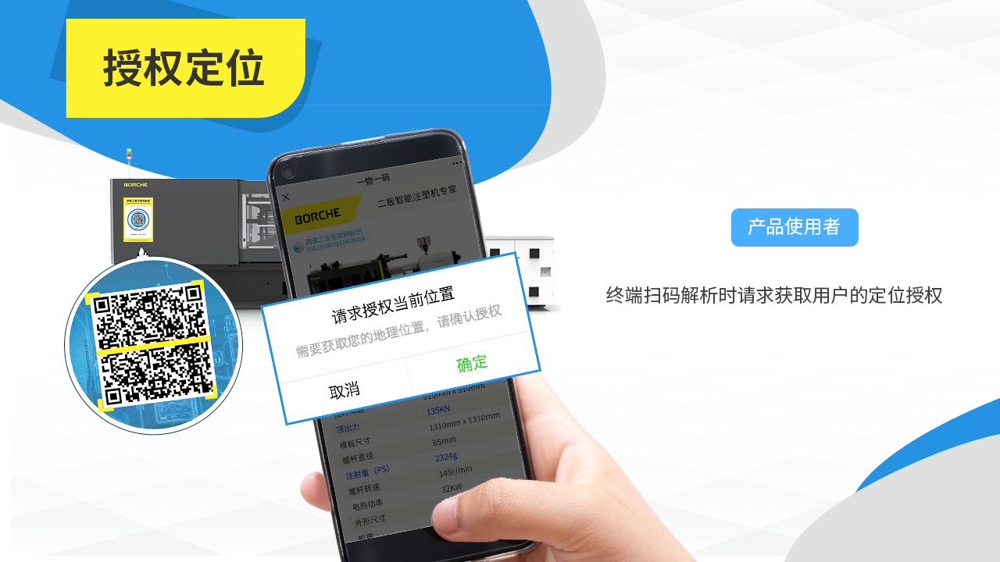 授权定位
BORCHE
一物一码
BORCHE
二板智能注塑机专家
国家工业互联网标识
请求授权当前位置
需要获取您的地理位置，请确认授权
取消
确定
910mm x 910mm
顶出力
135KN
模板尺寸
1310mm x 1310mm
螺杆直径
85mm
注射量（PS）
2324g
螺杆转速
145r/min
电热功率
32KW
外形尺寸
产品使用者
终端扫码解析时请求获取用户的定位授权